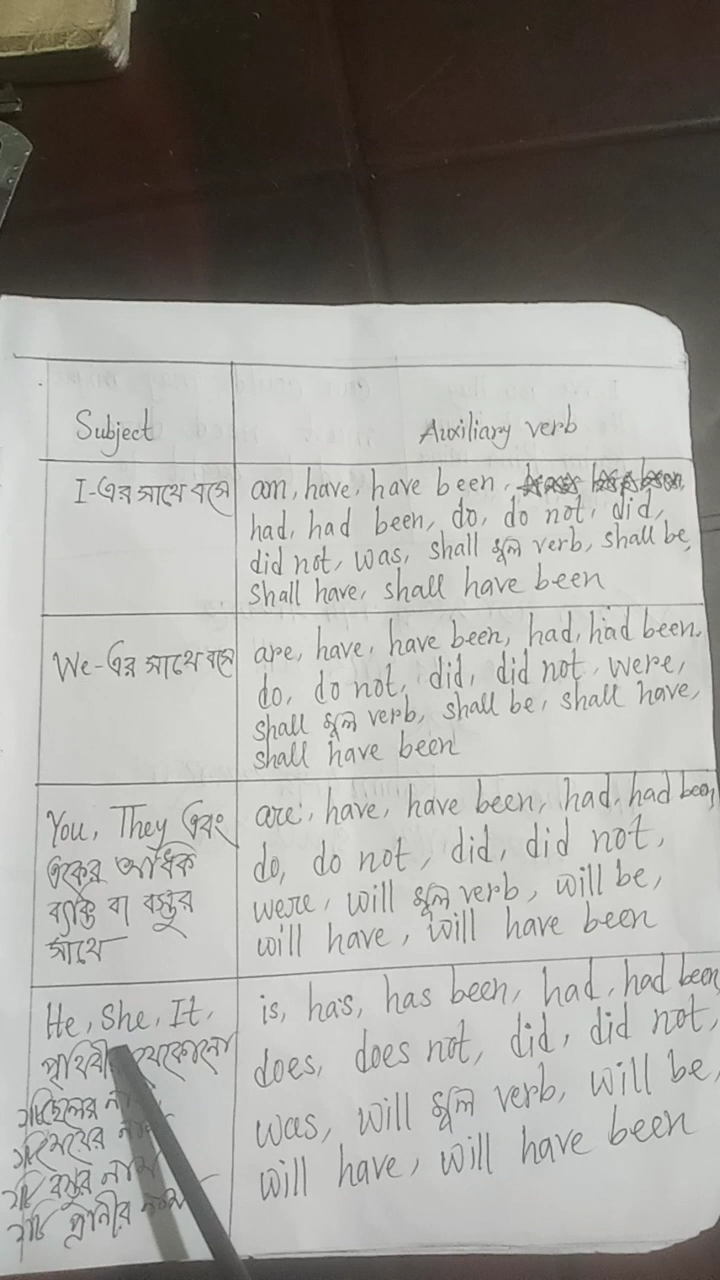 Subject
Auxiliary verb
I-এর সাথে বসে
am, have, have been,
had, had been, do, do not, did,
did not, was, shall মূল verb, shall be,
shall have, shall have been
We-এর সাথে বসে
are, have, have been, had, had been,
do, do not, did, did not, were,
shall মূল verb, shall be, shall have,
shall have been
You, They এবং
একের অধিক
ব্যক্তি বা বস্তুর
সাথে
are, have, have been, had, had been,
do, do not, did, did not,
were, will মূল verb, will be,
will have, will have been
He, She, It,
যেকোনো
১টি ছেলের
১টি মেয়ের
১টি বস্তুর নাম
১টি প্রানীর
is, has, has been, had, had been
does, does not, did, did not,
was, will মূল verb, will be,
will have, will have been